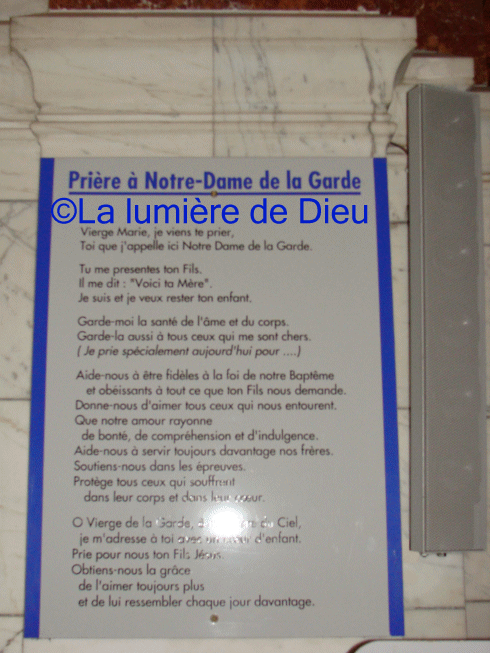 Prière à Notre-Dame de la Garde
©La lumière de Dieu
Vierge Marie, je viens te prier,
Toi que j'appelle ici Notre Dame de la Garde.
Tu me presentes ton Fils.
Il me dit : "Voici ta Mère".
Je suis et je veux rester ton enfant.
Garde-moi la santé de l'âme et du corps.
Garde-la aussi à tous ceux qui me sont chers.
( Je prie spécialement aujourd'hui pour ....)
Aide-nous à être fidèles à la foi de notre Baptême
et obéissants à tout ce que ton Fils nous demande.
Donne-nous d'aimer tous ceux qui nous entourent.
Que notre amour rayonne
de bonté, de compréhension et d'indulgence.
Aide-nous à servir toujours davantage nos frères.
Soutiens-nous dans les épreuves.
Protège tous ceux qui souffrent
dans leur corps et dans leur cœur.
O Vierge de la Garde, du Ciel,
je m'adresse à toi avec un cœur d'enfant.
Prie pour nous ton Fils Jésus.
Obtiens-nous la grâce
de l'aimer toujours plus
et de lui ressembler chaque jour davantage.